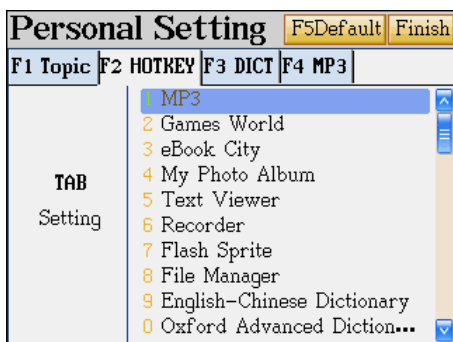 Personal Setting F5Default Finish
F1 Topic F2 HOTKEY F3 DICT F4 MP3
TAB
Setting
1 MP3
2 Games World
3 eBook City
4 My Photo Album
5 Text Viewer
6 Recorder
7 Flash Sprite
8 File Manager
9 English-Chinese Dictionary
0 Oxford Advanced Diction...